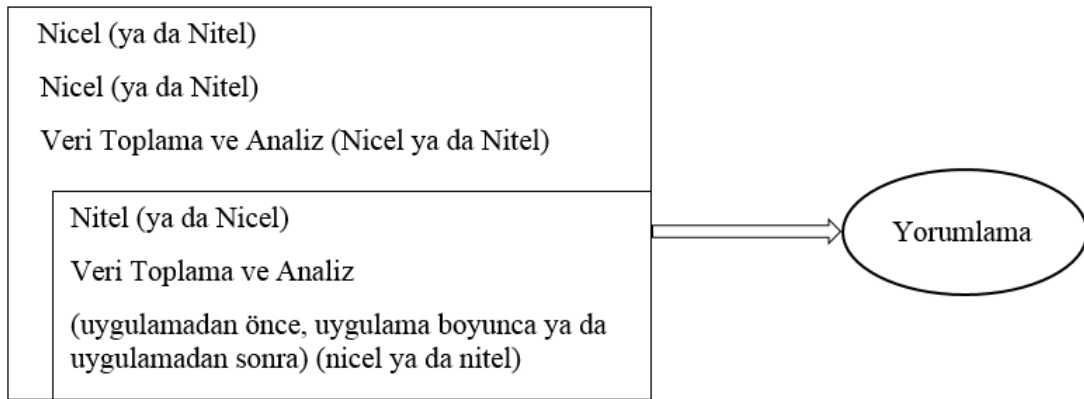 Nicel (ya da Nitel)
Nicel (ya da Nitel)
Veri Toplama ve Analiz (Nicel ya da Nitel)
Nitel (ya da Nicel)
Veri Toplama ve Analiz
(uygulamadan önce, uygulama boyunca ya da
uygulamadan sonra) (nicel ya da nitel)
Yorumlama